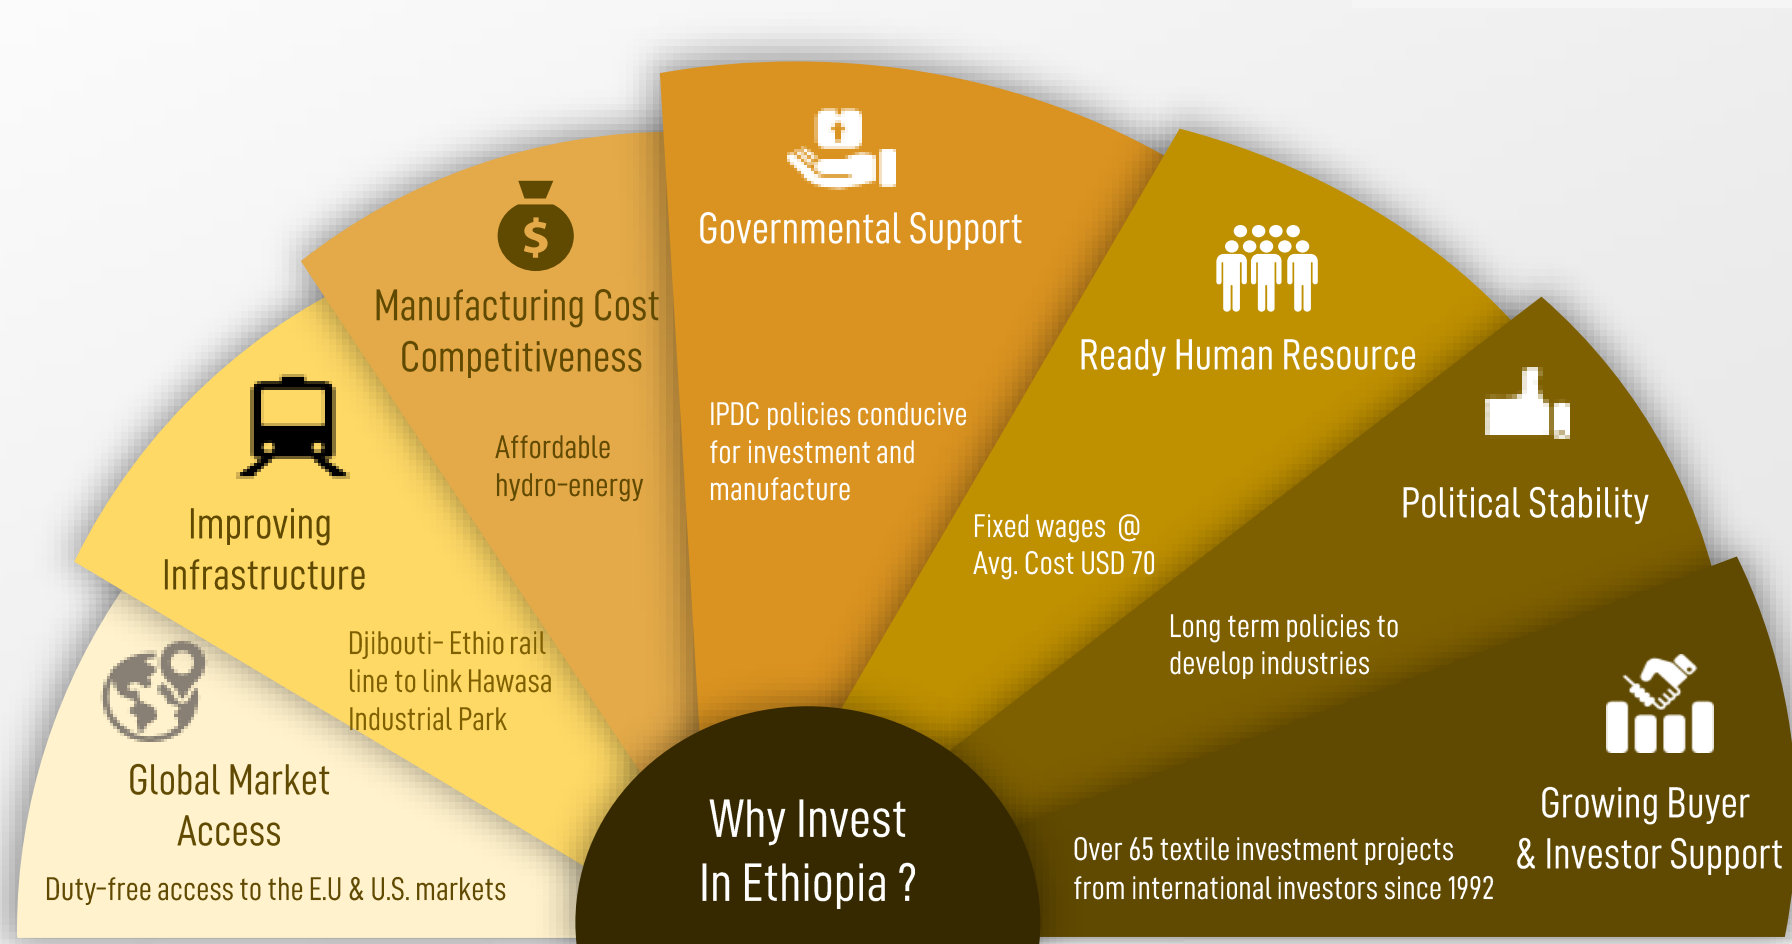 Governmental Support
IPDC policies conducive
for investment and
manufacture
Manufacturing Cost
Competitiveness
Affordable
hydro-energy
Ready Human Resource
Fixed wages @
Avg. Cost USD 70
Improving
Infrastructure
Djibouti- Ethio rail
line to link Hawasa
Industrial Park
Political Stability
Long term policies to
develop industries
Global Market
Access
Duty-free access to the E.U & U.S. markets
Why Invest
In Ethiopia ?
Growing Buyer
& Investor Support
Over 65 textile investment projects
from international investors since 1992
$